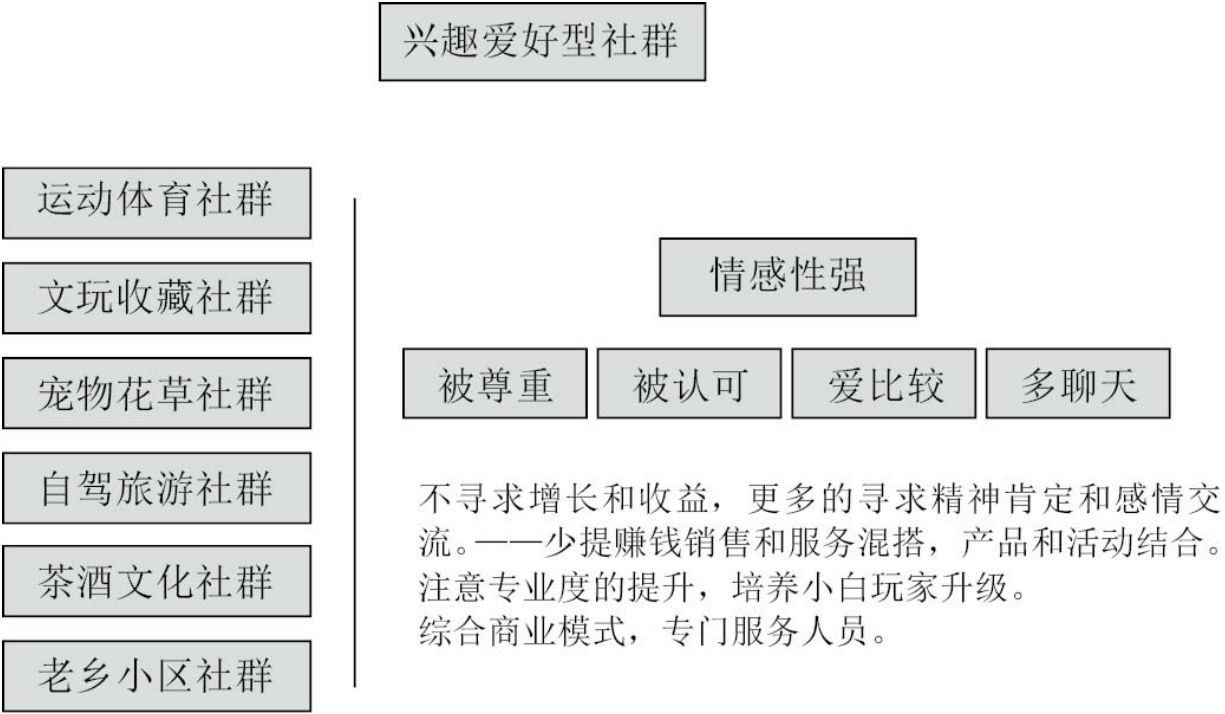 兴趣爱好型社群
运动体育社群
文玩收藏社群
宠物花草社群
自驾旅游社群
茶酒文化社群
老乡小区社群
情感性强
被尊重
被认可
爱比较
多聊天
不寻求增长和收益，更多的寻求精神肯定和感情交
流。——少提赚钱销售和服务混搭，产品和活动结合。
注意专业度的提升，培养小白玩家升级。
综合商业模式，专门服务人员。